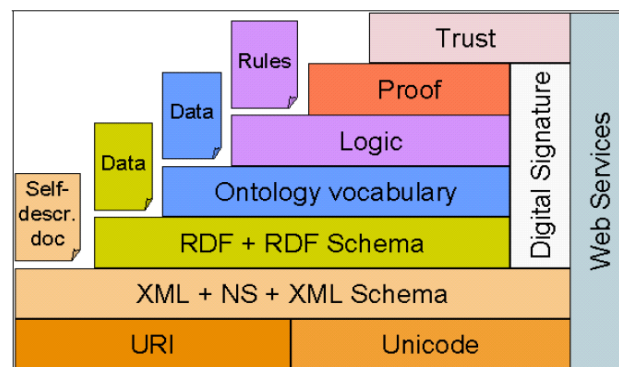 Trust
Rules
Proof
Data
Logic
Data
Ontology vocabulary
Self-
descr.
doc
RDF + RDF Schema
Digital Signature
Web Services
XML + NS + XML Schema
URI
Unicode